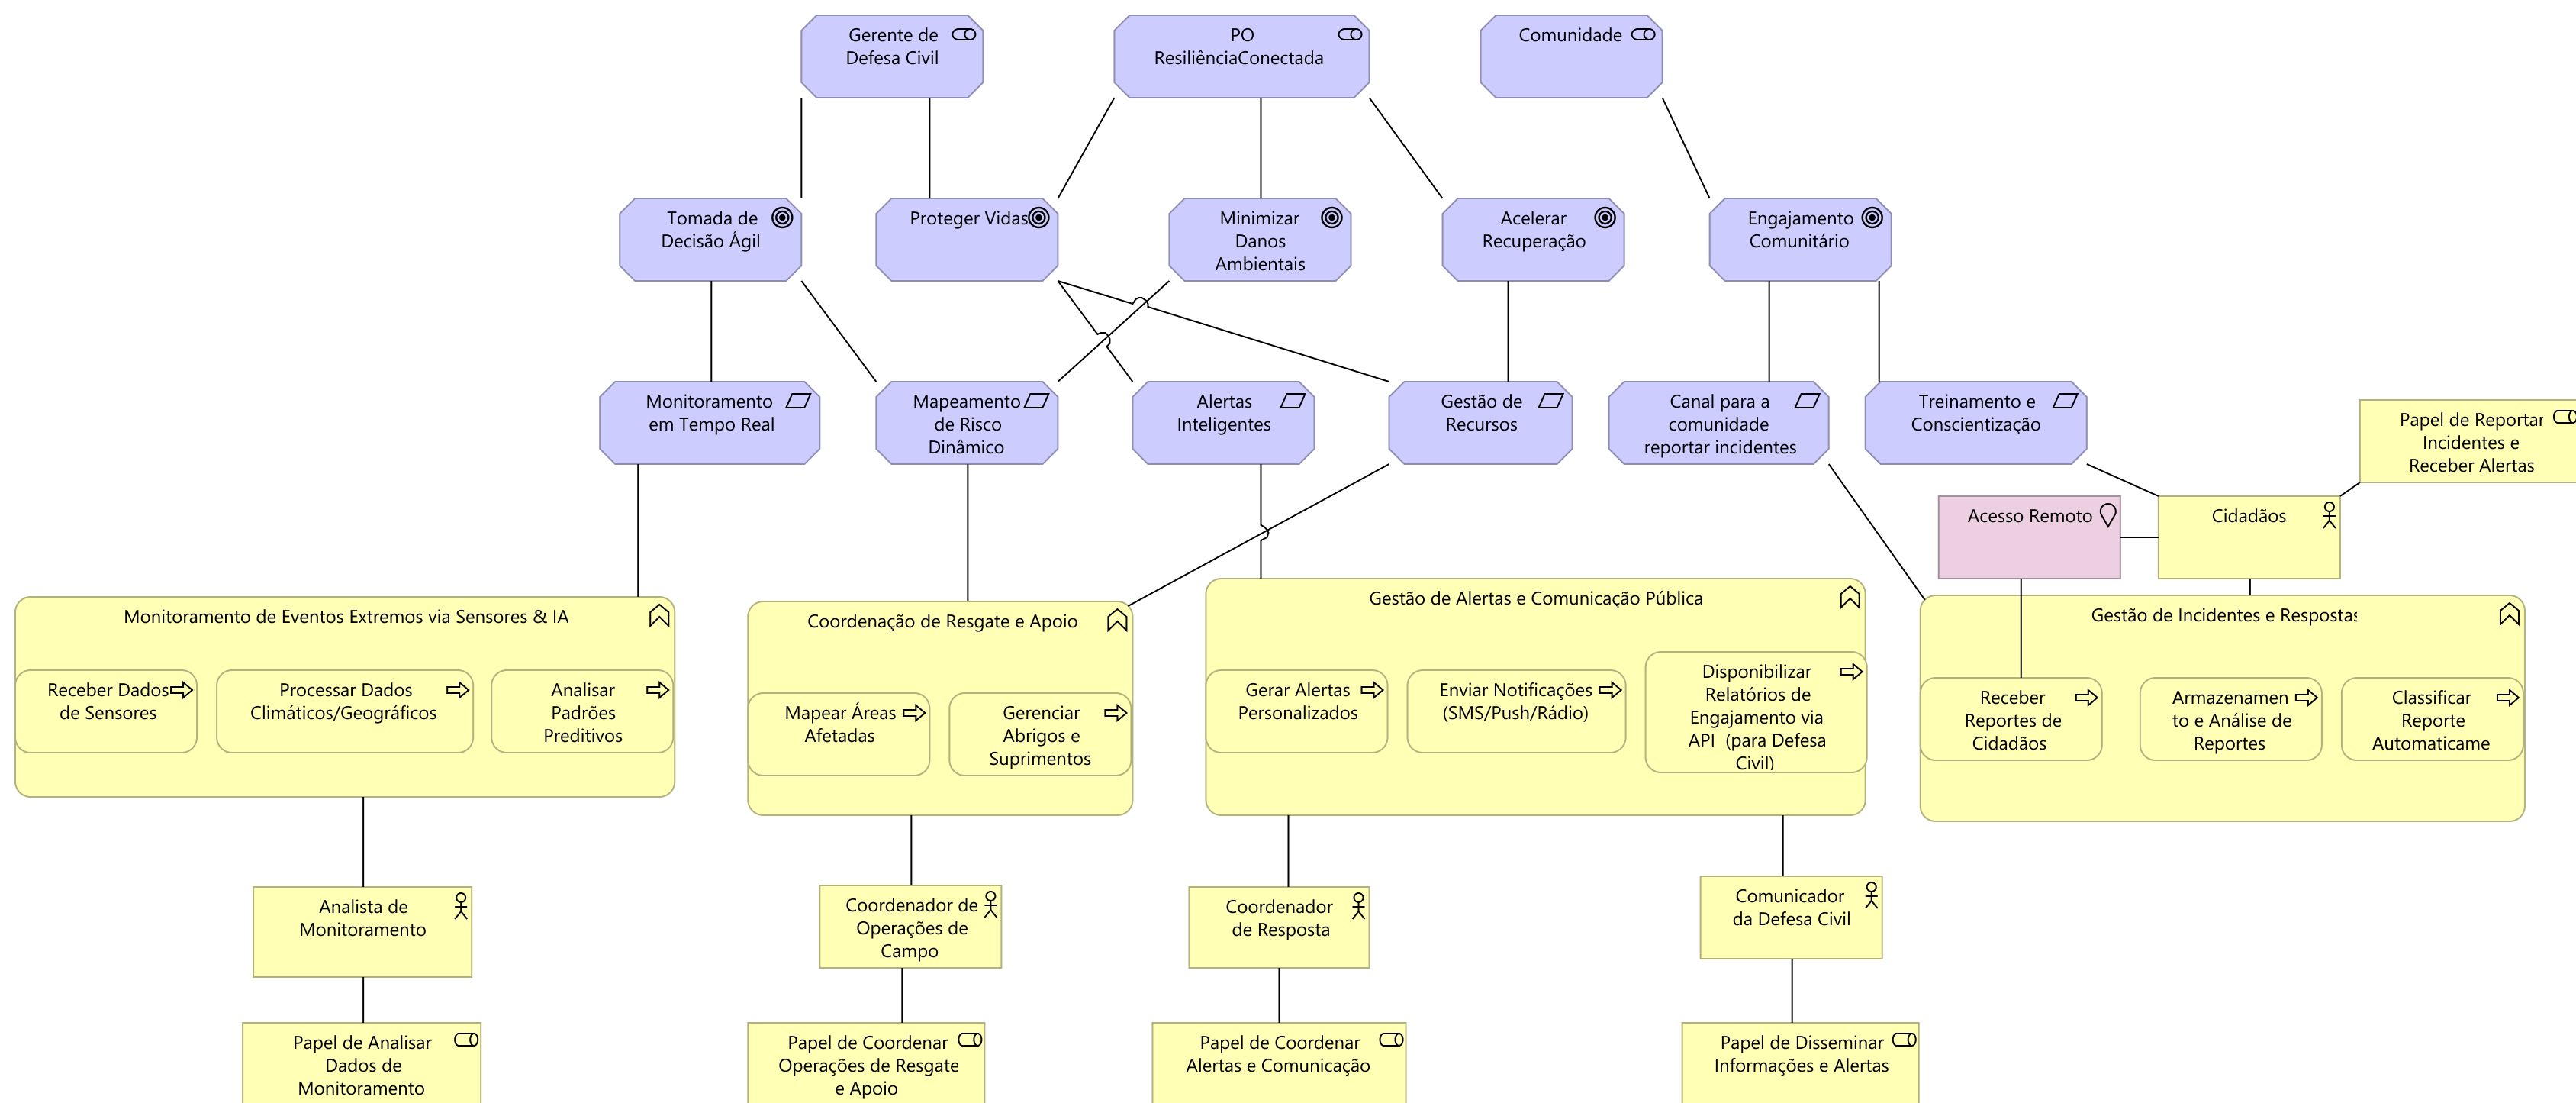 Gerente de
Defesa Civil
PO
ResiliênciaConectada
Comunidade
Tomada de
Decisão Ágil
Proteger Vidas
Minimizar
Danos
Ambientais
Acelerar
Recuperação
Engajamento
Comunitário
Monitoramento
em Tempo Real
Mapeamento
de Risco
Dinâmico
Alertas
Inteligentes
Gestão de
Recursos
Canal para a
comunidade
reportar incidentes
Treinamento e
Conscientização
Papel de Reportar
Incidentes e
Receber Alertas
Acesso Remoto
Cidadãos
Monitoramento de Eventos Extremos via Sensores & IA
Receber Dados
de Sensores
Processar Dados
Climáticos/Geográficos
Analisar
Padrões
Preditivos
Coordenação de Resgate e Apoio
Mapear Áreas
Afetadas
Gerenciar
Abrigos e
Suprimentos
Gestão de Alertas e Comunicação Pública
Gerar Alertas
Personalizados
Enviar Notificações
(SMS/Push/Rádio)
Disponibilizar
Relatórios de
Engajamento via
API (para Defesa
Civil)
Gestão de Incidentes e Respostas
Receber
Reportes de
Cidadãos
Armazenamen
to e Análise de
Reportes
Classificar
Reporte
Automaticame
Analista de
Monitoramento
Coordenador de
Operações de
Campo
Coordenador
de Resposta
Comunicador
da Defesa Civil
Papel de Analisar
Dados de
Monitoramento
Papel de Coordenar
Operações de Resgate
e Apoio
Papel de Coordenar
Alertas e Comunicação
Papel de Disseminar
Informações e Alertas